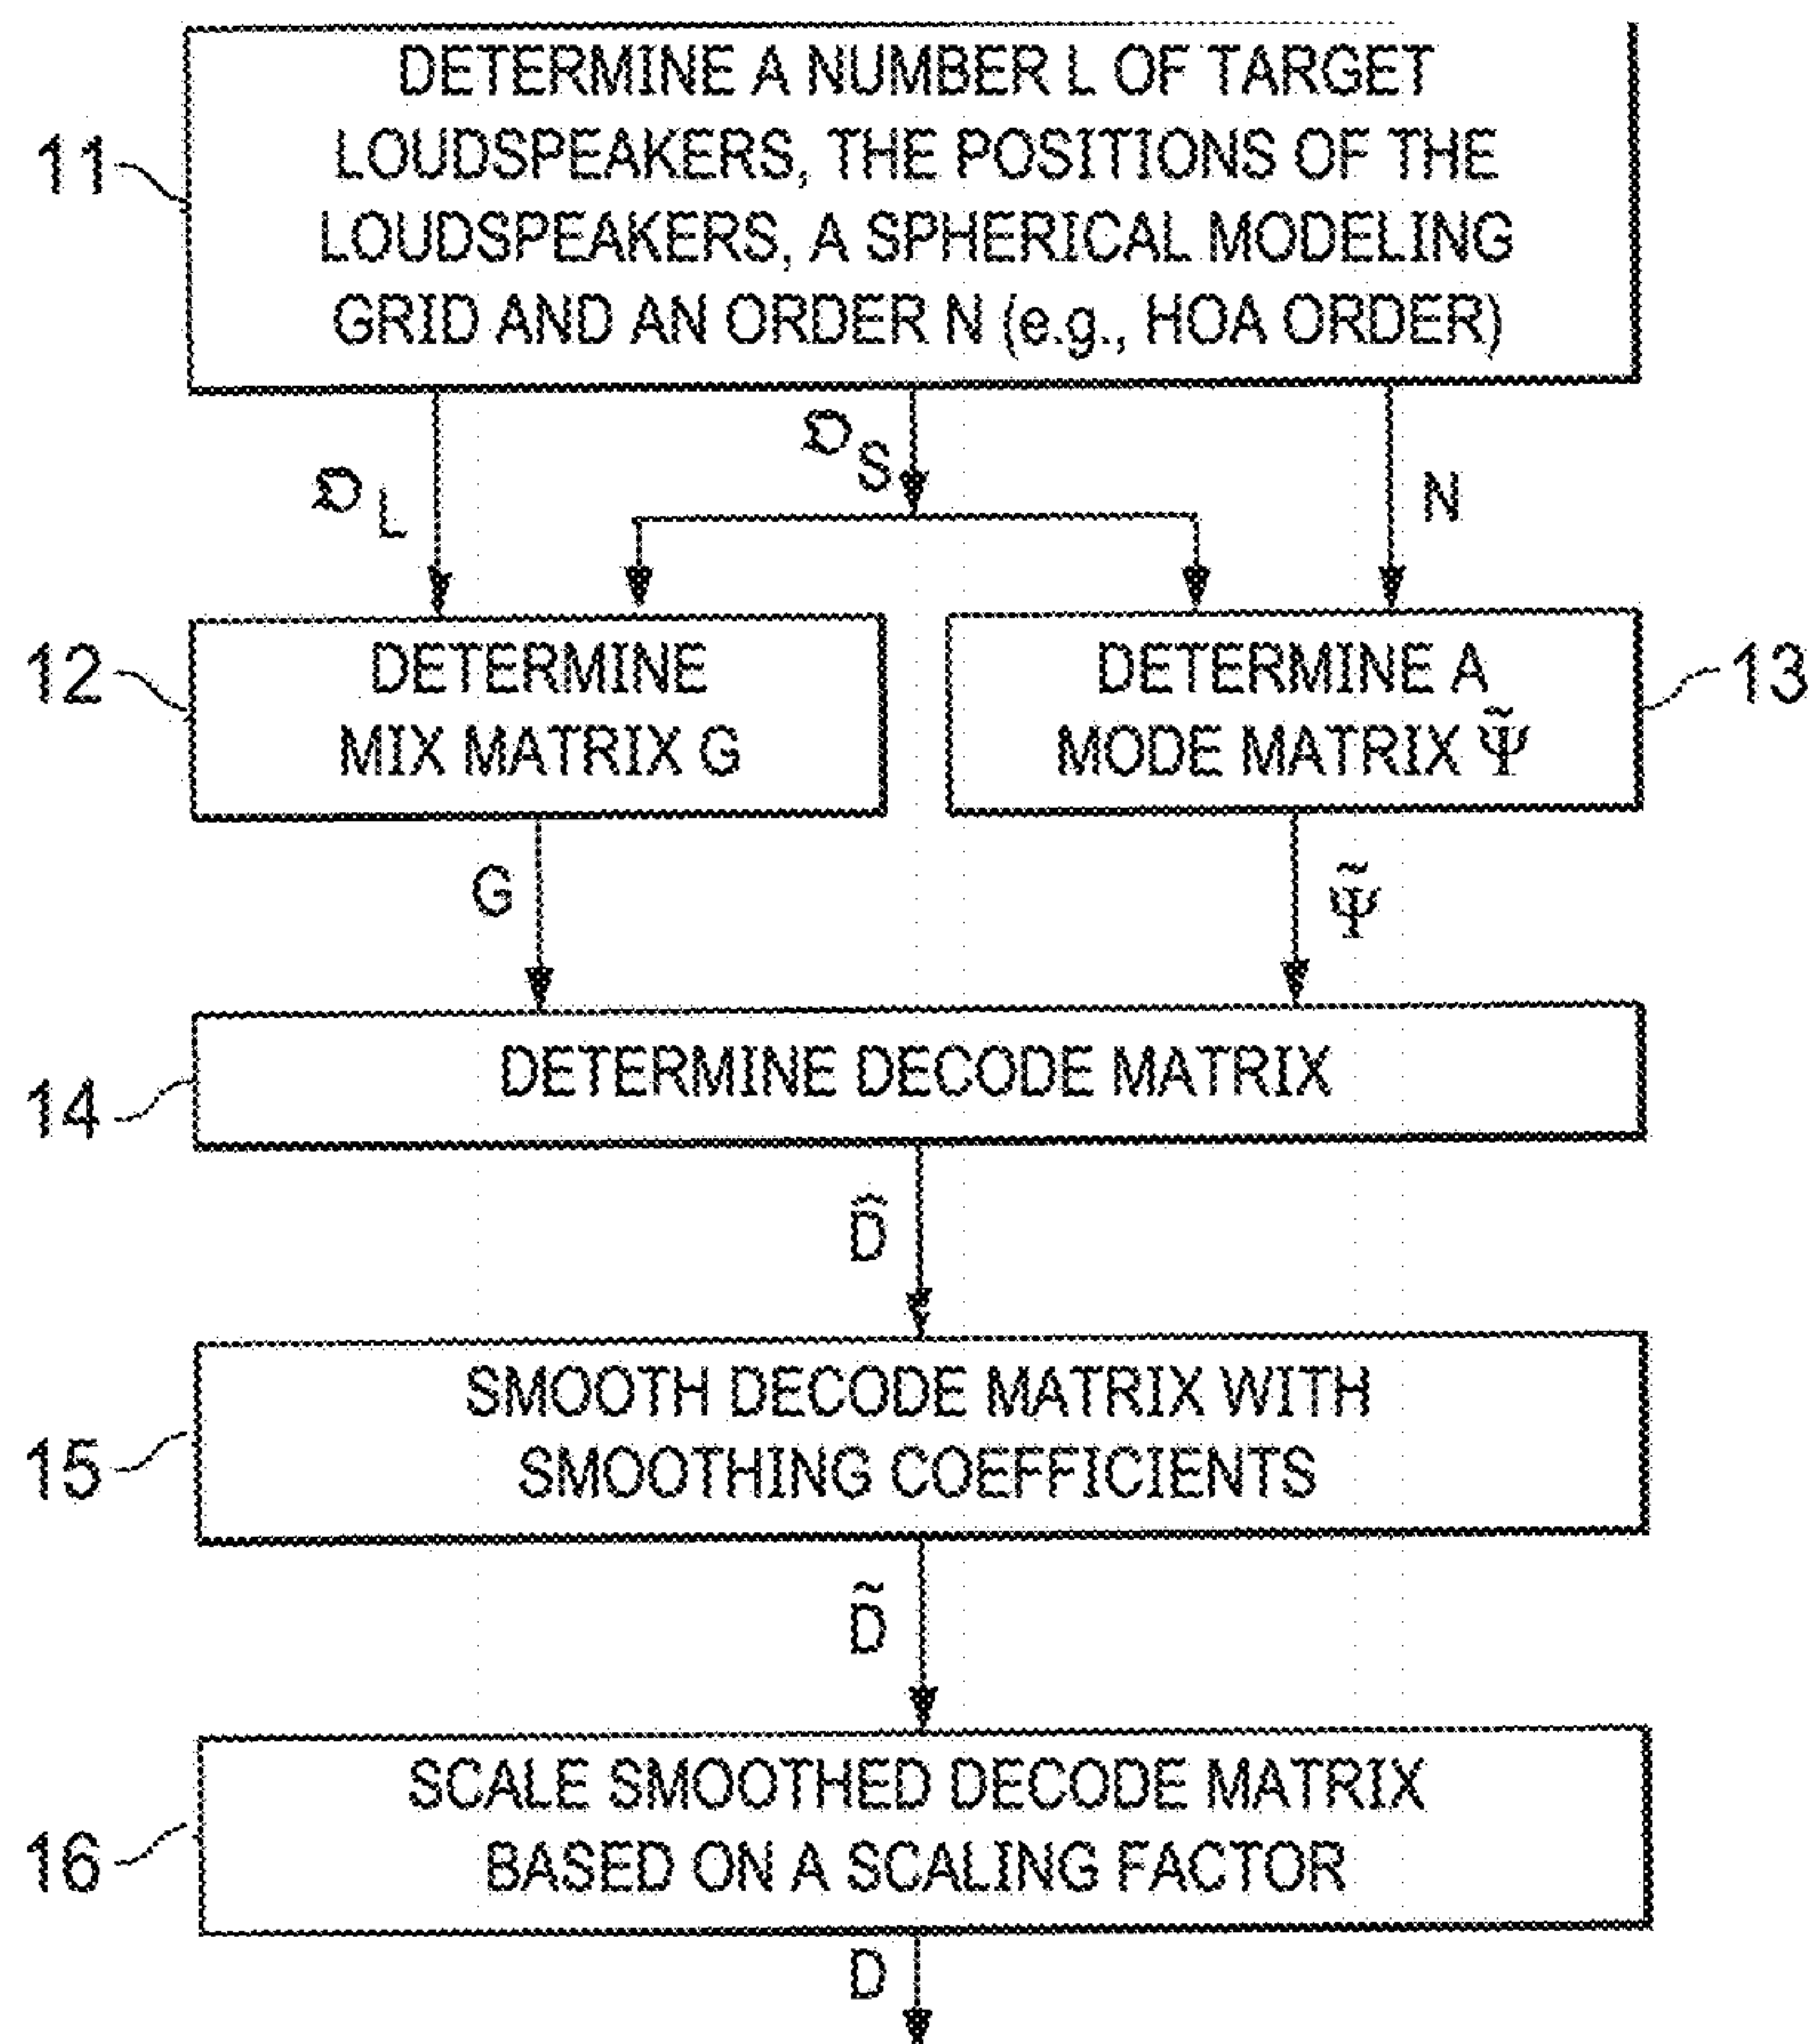 DETERMINE A NUMBER L OF TARGET
LOUDSPEAKERS, THE POSITIONS OF THE
LOUDSPEAKERS, A SPHERICAL MODELING
GRID AND AN ORDER N (e.g., HOA ORDER)
11
𝔇 S
𝔇 L
N
12
DETERMINE
MIX MATRIX G
DETERMINE A
MODE MATRIX Ψ̃
13
G
Ψ̃
14
DETERMINE DECODE MATRIX
D̂
15
SMOOTH DECODE MATRIX WITH
SMOOTHING COEFFICIENTS
D̃
16
SCALE SMOOTHED DECODE MATRIX
BASED ON A SCALING FACTOR
D